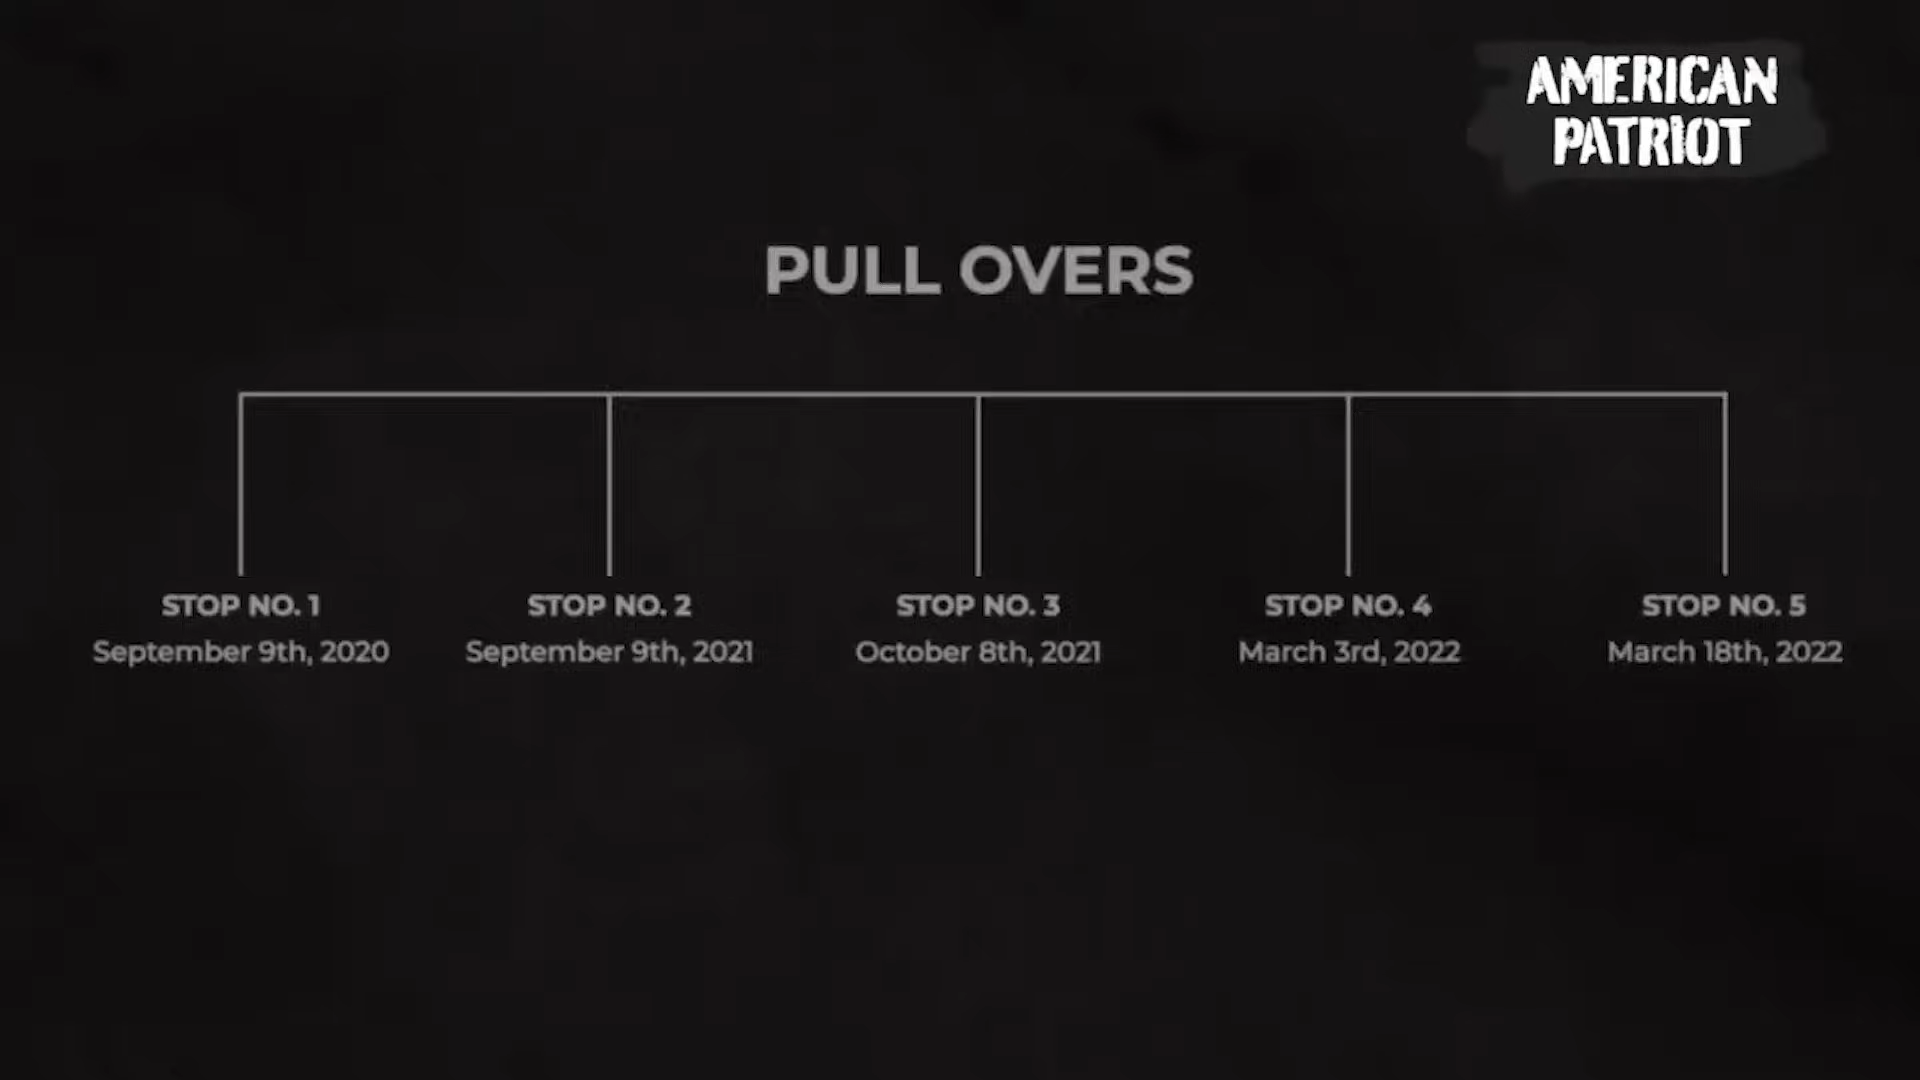 AMERICAN
PATRIOT
PULL OVERS
STOP NO. 1
September 9th, 2020
STOP NO. 2
September 9th, 2021
STOP NO. 3
October 8th, 2021
STOP NO. 4
March 3rd, 2022
STOP NO. 5
March 18th, 2022